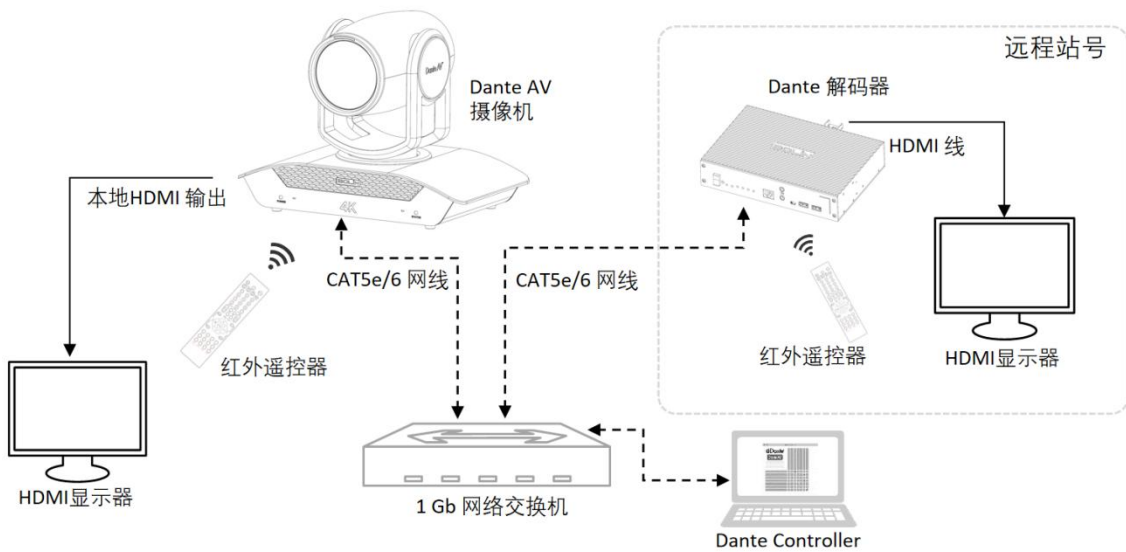 远程站号
Dante AV
摄像机
Dante AV
4K
Dante 解码器
HDMI 线
本地HDMI 输出
CAT5e/6 网线
CAT5e/6 网线
红外遥控器
红外遥控器
HDMI显示器
HDMI显示器
1 Gb 网络交换机
Dante
Dante Controller